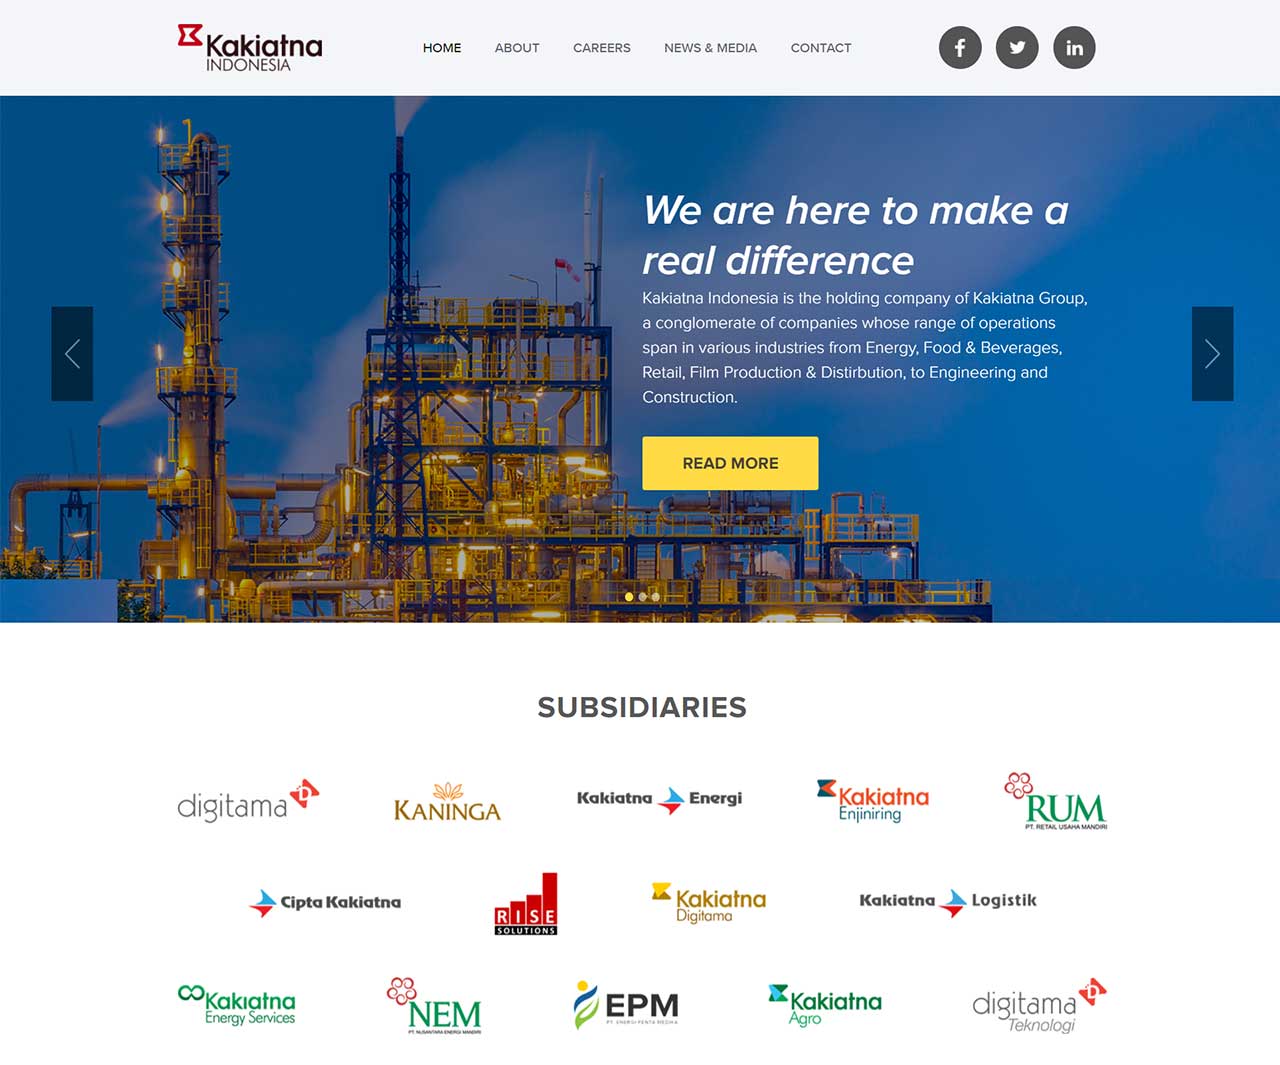 Kakiatna
INDONESIA
HOME ABOUT CAREERS NEWS & MEDIA CONTACT
We are here to make a
real difference
Kakiatna Indonesia is the holding company of Kakiatna Group,
a conglomerate of companies whose range of operations
span in various industries from Energy, Food & Beverages,
Retail, Film Production & Distirbution, to Engineering and
Construction.
READ MORE
SUBSIDIARIES
digitama D
KANINGA
Kakiatna Energi
Kakiatna
Enjiniring
RUM
PT. RETAIL USAHA MANDIRI
Cipta Kakiatna
RISE
SOLUTIONS
Kakiatna
Digitama
Kakiatna Logistik
Kakiatna
Energy Services
NEM
PT. NUSANTARA ENERGI MANDIRI
EPM
PT. ENERGI PENTA MEDIKA
Kakiatna
Agro
digitama D
Teknologi